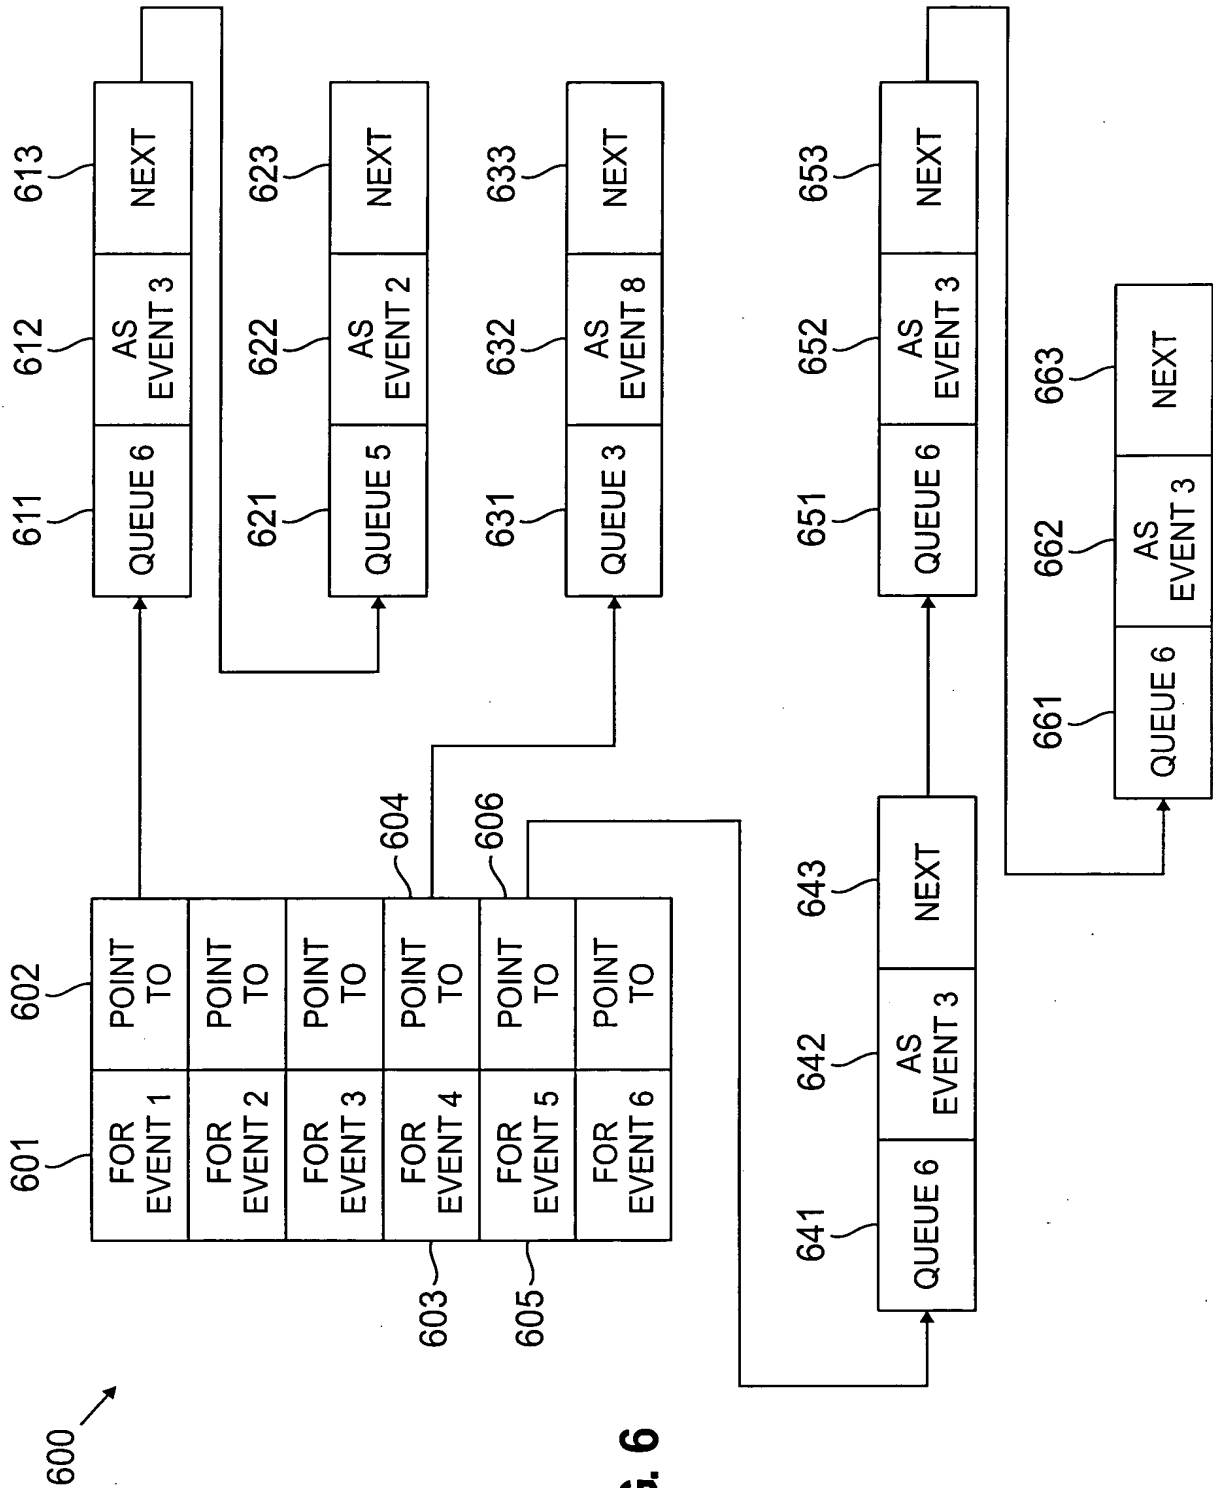 600
601
602
FOR
EVENT 1
POINT
TO
FOR
EVENT 2
POINT
TO
FOR
EVENT 3
POINT
TO
FOR
EVENT 4
POINT
TO
FOR
EVENT 5
POINT
TO
FOR
EVENT 6
POINT
TO
603
604
605
606
611
612
613
QUEUE 6
AS
EVENT 3
NEXT
621
622
623
QUEUE 5
AS
EVENT 2
NEXT
631
632
633
QUEUE 3
AS
EVENT 8
NEXT
641
642
643
QUEUE 6
AS
EVENT 3
NEXT
651
652
653
QUEUE 6
AS
EVENT 3
NEXT
661
662
663
QUEUE 6
AS
EVENT 3
NEXT
6